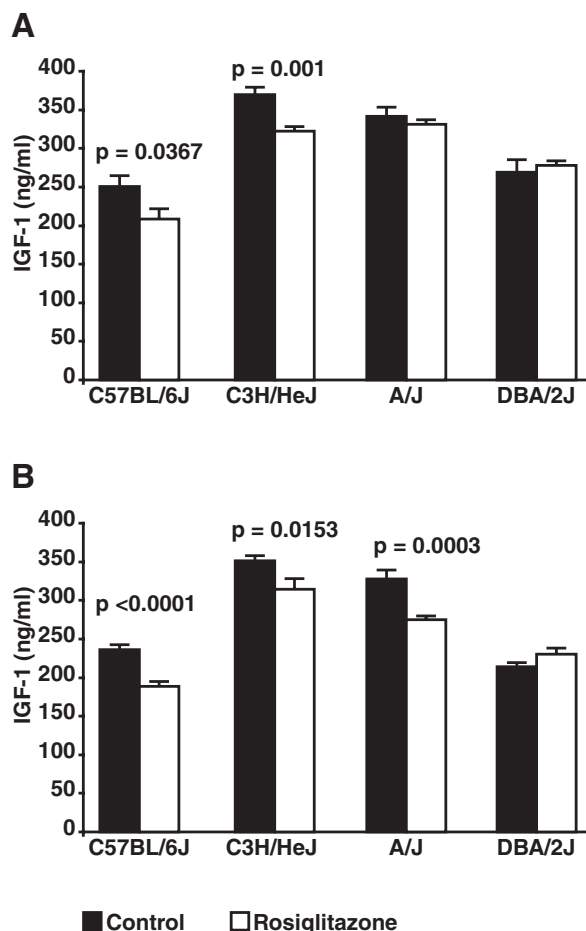 A
IGF-1 (ng/ml)
400
350
300
250
200
150
100
50
0
p = 0.0367
p = 0.001
C57BL/6J C3H/HeJ A/J DBA/2J
B
IGF-1 (ng/ml)
400
350
300
250
200
150
100
50
0
p <0.0001
p = 0.0153
p = 0.0003
C57BL/6J C3H/HeJ A/J DBA/2J
Control Rosiglitazone